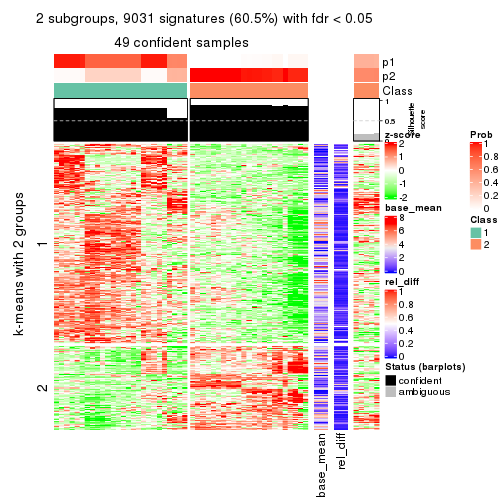 2 subgroups, 9031 signatures (60.5%) with fdr < 0.05
49 confident samples
p1
p2
Class
1
0.5
0
Silhouette
score
k-means with 2 groups
1
2
base_mean
rel_diff
z-score
2
1
0
-1
-2
base_mean
8
6
4
2
0
rel_diff
1
0.8
0.6
0.4
0.2
0
Status (barplots)
confident
ambiguous
Prob
1
0.8
0.6
0.4
0.2
0
Class
1
2